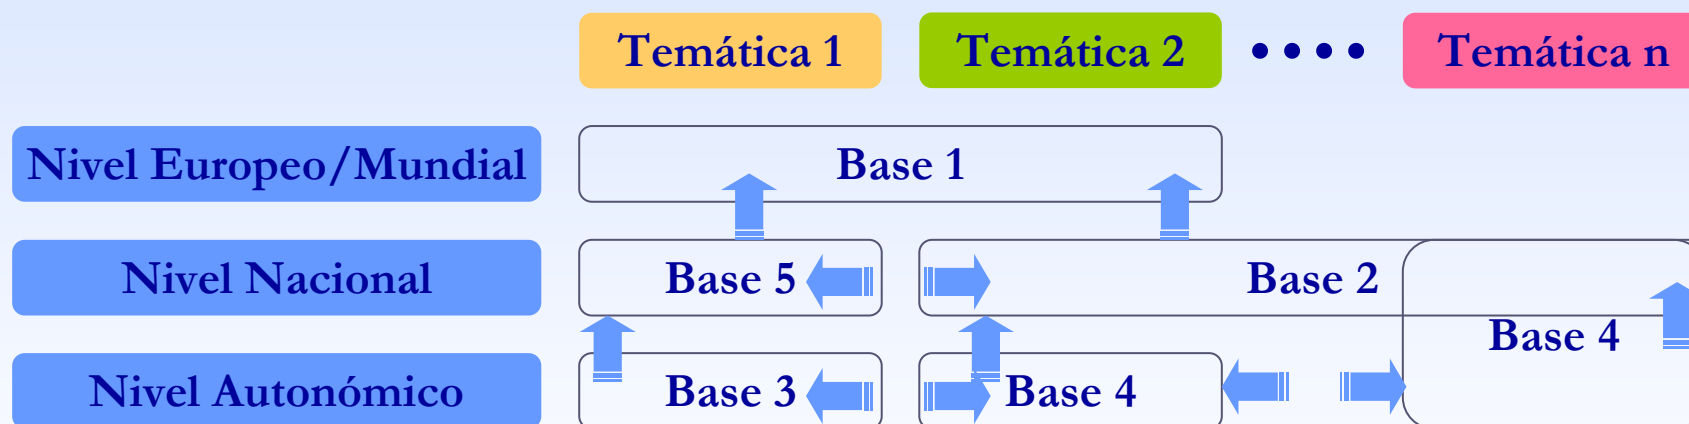 Temática 1
Temática 2
Temática n
Nivel Europeo/Mundial
Base 1
Nivel Nacional
Base 5
Base 2
Base 4
Nivel Autonómico
Base 3
Base 4